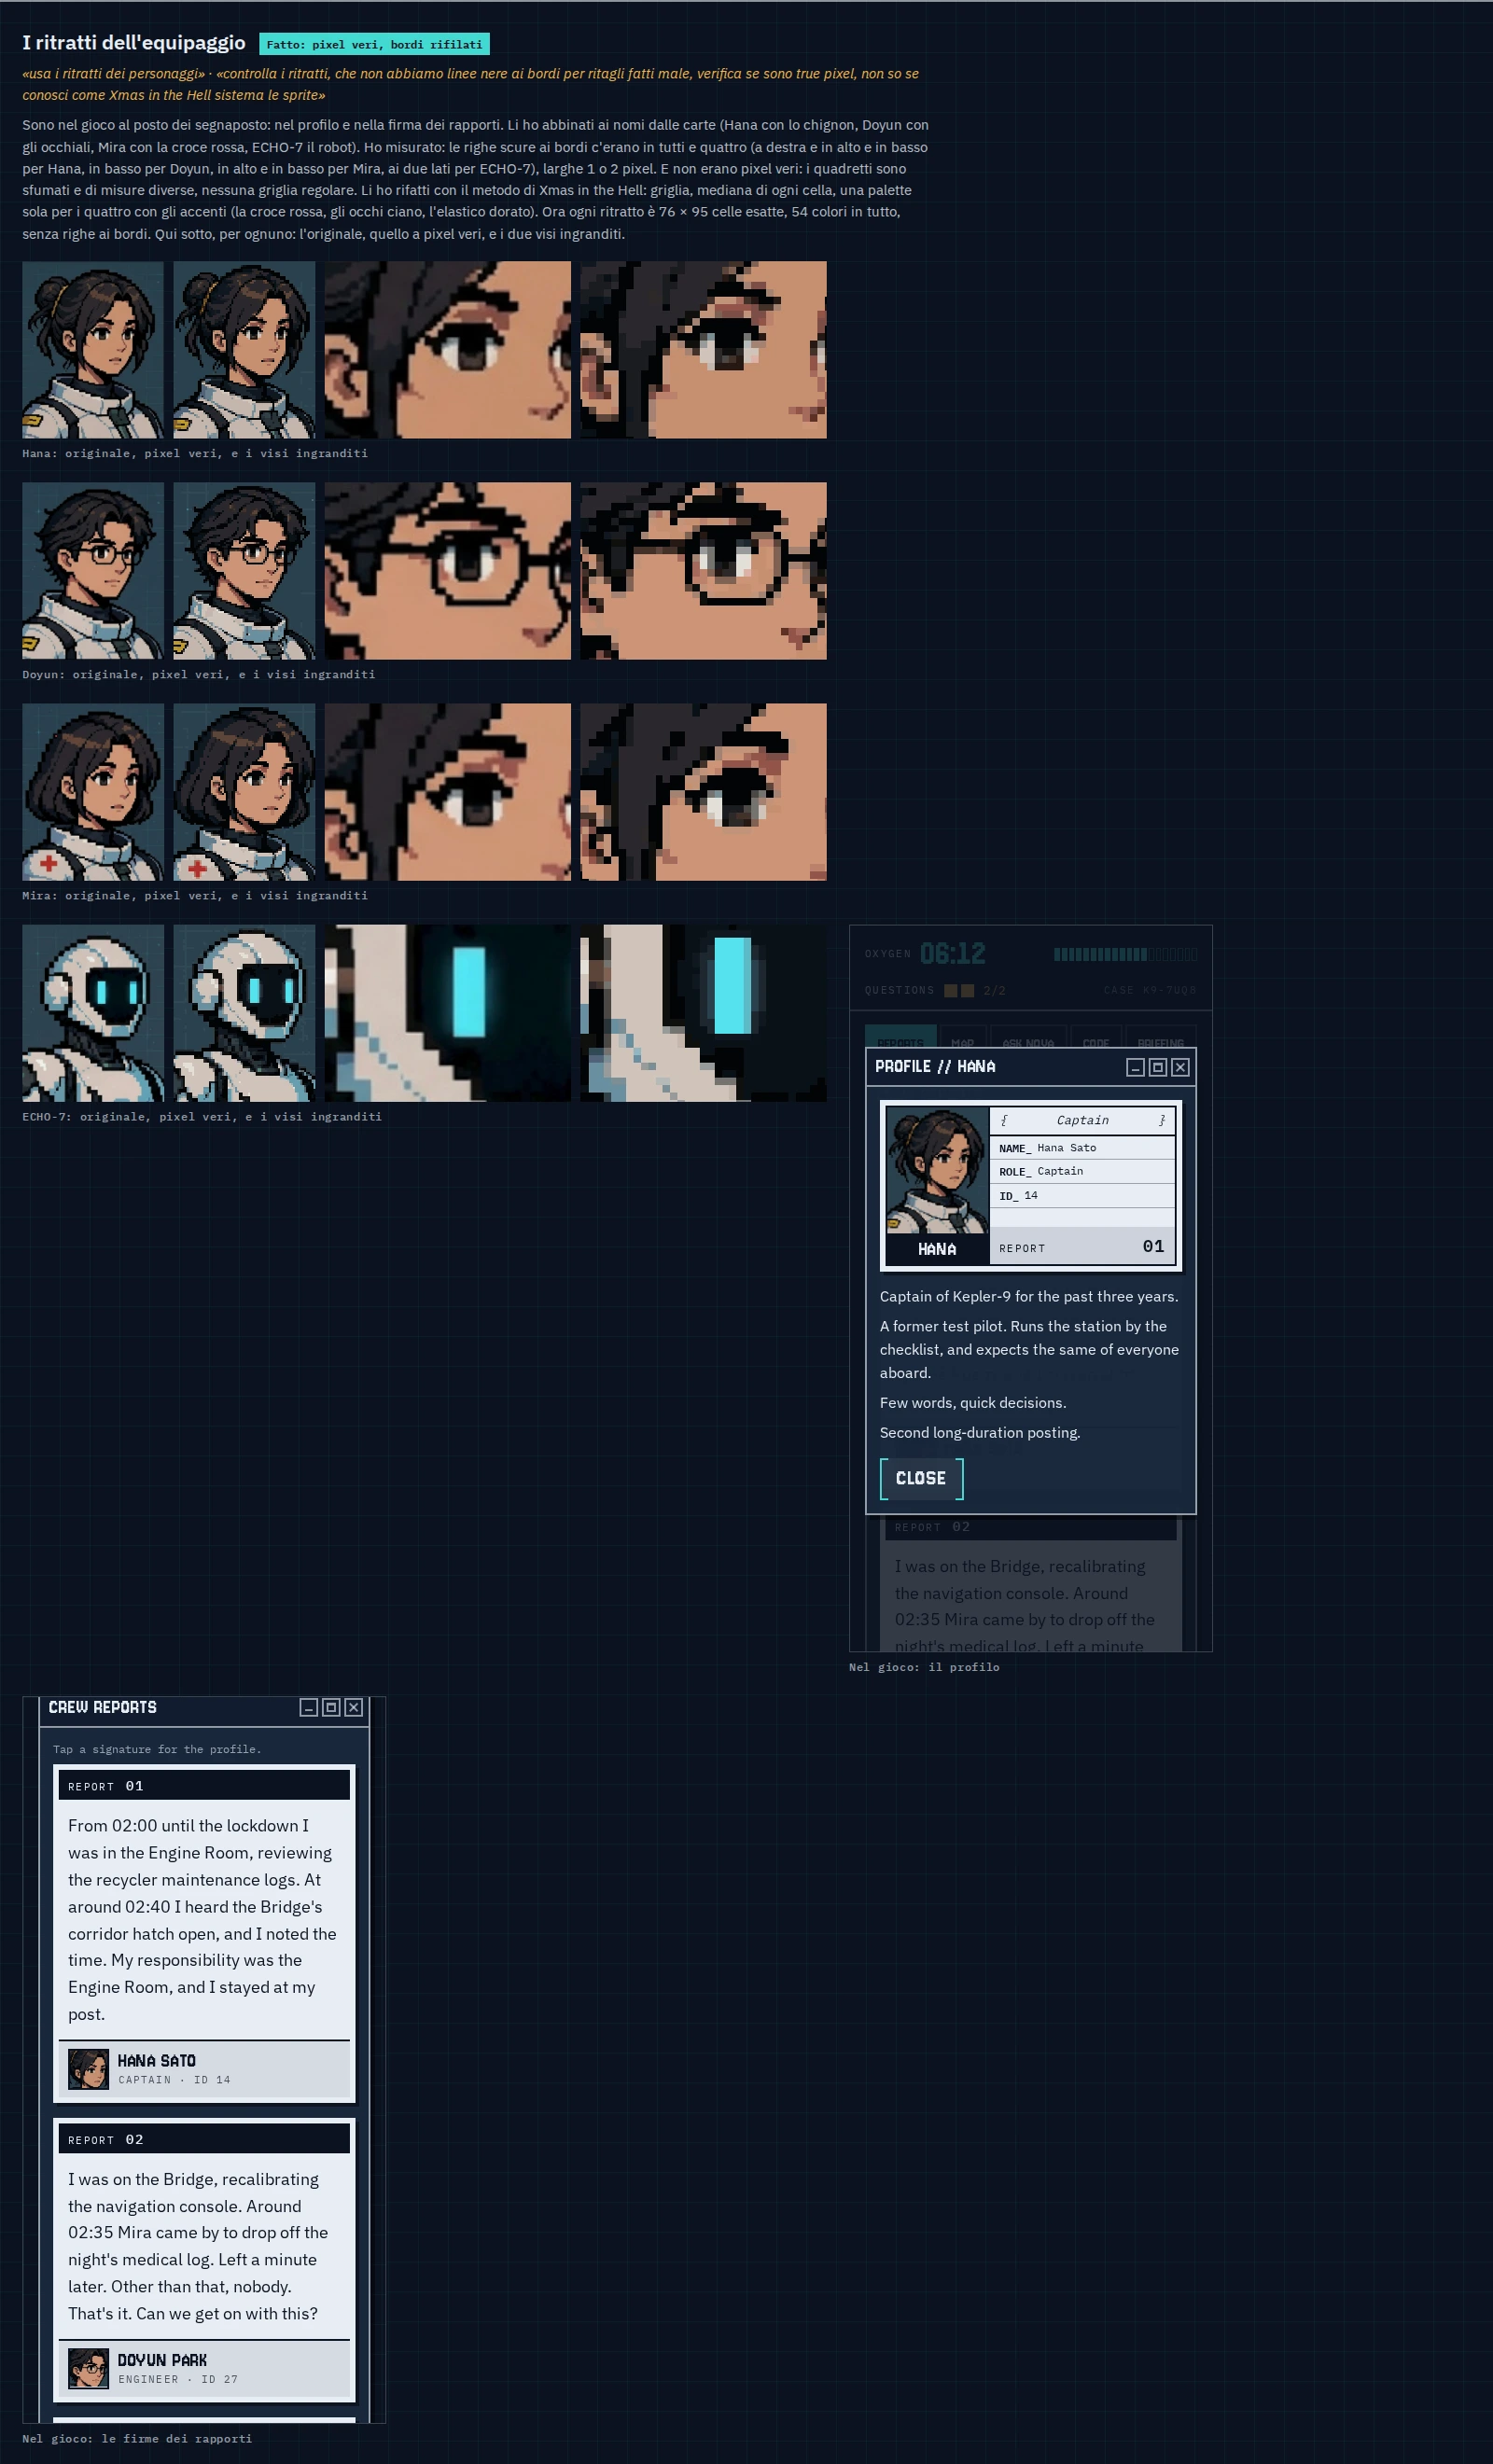 I ritratti dell'equipaggio
Fatto: pixel veri, bordi rifilati
«usa i ritratti dei personaggi» · «controlla i ritratti, che non abbiamo linee nere ai bordi per ritagli fatti male, verifica se sono true pixel, non so se
conosci come Xmas in the Hell sistema le sprite»
Sono nel gioco al posto dei segnaposto: nel profilo e nella firma dei rapporti. Li ho abbinati ai nomi dalle carte (Hana con lo chignon, Doyun con
gli occhiali, Mira con la croce rossa, ECHO-7 il robot). Ho misurato: le righe scure ai bordi c'erano in tutti e quattro (a destra e in alto e in basso
per Hana, in basso per Doyun, in alto e in basso per Mira, ai due lati per ECHO-7), larghe 1 o 2 pixel. E non erano pixel veri: i quadretti sono
sfumati e di misure diverse, nessuna griglia regolare. Li ho rifatti con il metodo di Xmas in the Hell: griglia, mediana di ogni cella, una palette
sola per i quattro con gli accenti (la croce rossa, gli occhi ciano, l'elastico dorato). Ora ogni ritratto è 76 × 95 celle esatte, 54 colori in tutto,
senza righe ai bordi. Qui sotto, per ognuno: l'originale, quello a pixel veri, e i due visi ingranditi.
Hana: originale, pixel veri, e i visi ingranditi
Doyun: originale, pixel veri, e i visi ingranditi
Mira: originale, pixel veri, e i visi ingranditi
ECHO-7: originale, pixel veri, e i visi ingranditi
OXYGEN 06:12
QUESTIONS 2/2
CASE K9-7UQB
REPORTS MAP ASK NOVA CODE BRIEFING
PROFILE // HANA
{ Captain }
NAME_ Hana Sato
ROLE_ Captain
ID_ 14
HANA
REPORT 01
Captain of Kepler-9 for the past three years.
A former test pilot. Runs the station by the
checklist, and expects the same of everyone
aboard.
Few words, quick decisions.
Second long-duration posting.
CLOSE
REPORT 02
I was on the Bridge, recalibrating
the navigation console. Around
02:35 Mira came by to drop off the
night's medical log. Left a minute
Nel gioco: il profilo
CREW REPORTS
Tap a signature for the profile.
REPORT 01
From 02:00 until the lockdown I
was in the Engine Room, reviewing
the recycler maintenance logs. At
around 02:40 I heard the Bridge's
corridor hatch open, and I noted the
time. My responsibility was the
Engine Room, and I stayed at my
post.
HANA SATO
CAPTAIN · ID 14
REPORT 02
I was on the Bridge, recalibrating
the navigation console. Around
02:35 Mira came by to drop off the
night's medical log. Left a minute
later. Other than that, nobody.
That's it. Can we get on with this?
DOYUN PARK
ENGINEER · ID 27
Nel gioco: le firme dei rapporti